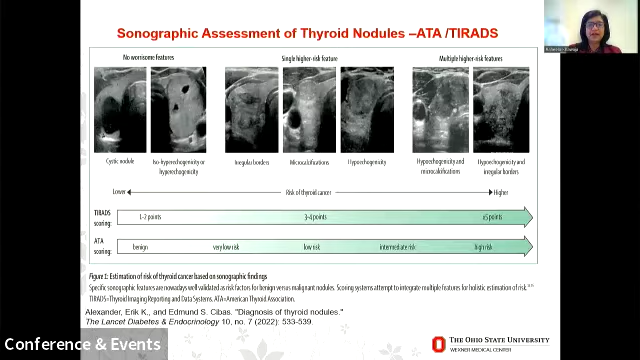 Sonographic Assessment of Thyroid Nodules –ATA /TIRADS
No worrisome features
Single higher-risk feature
Multiple higher-risk features
Cystic nodule
Iso-hyperechogenicity or
hyperechogenicity
Irregular borders
Microcalcifications
Hypoechogenicity
Hypoechogenicity and
microcalcifications
Hypoechogenicity and
irregular borders
Lower
Risk of thyroid cancer
Higher
TIRADS
scoring:
1–2 points
3–4 points
≥5 points
ATA
scoring:
benign
very low risk
low risk
intermediate risk
high risk
Figure 1: Estimation of risk of thyroid cancer based on sonographic findings
Specific sonographic features are nowadays well validated as risk factors for benign versus malignant nodules. Scoring systems attempt to integrate multiple features for holistic estimation of risk.
TIRADS=Thyroid Imaging Reporting and Data Systems. ATA=American Thyroid Association.
Alexander, Erik K., and Edmund S. Cibas. "Diagnosis of thyroid nodules."
The Lancet Diabetes & Endocrinology 10, no. 7 (2022): 533-539.
Conference & Events
THE OHIO STATE UNIVERSITY
WEXNER MEDICAL CENTER